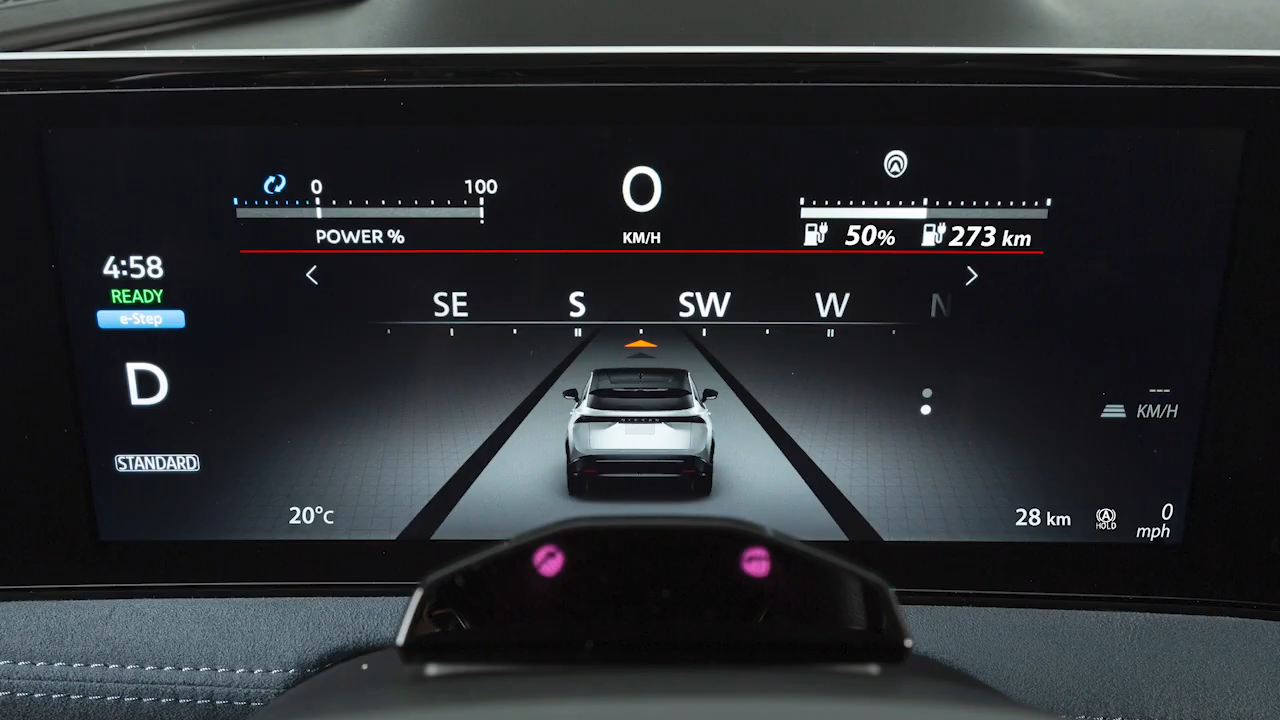 0 100
POWER %
0
KM/H
50% 273 km
4:58
READY
e-Step
SE S SW W N
D
NISSAN
--- KM/H
STANDARD
20°C
28 km
A
HOLD
0
mph